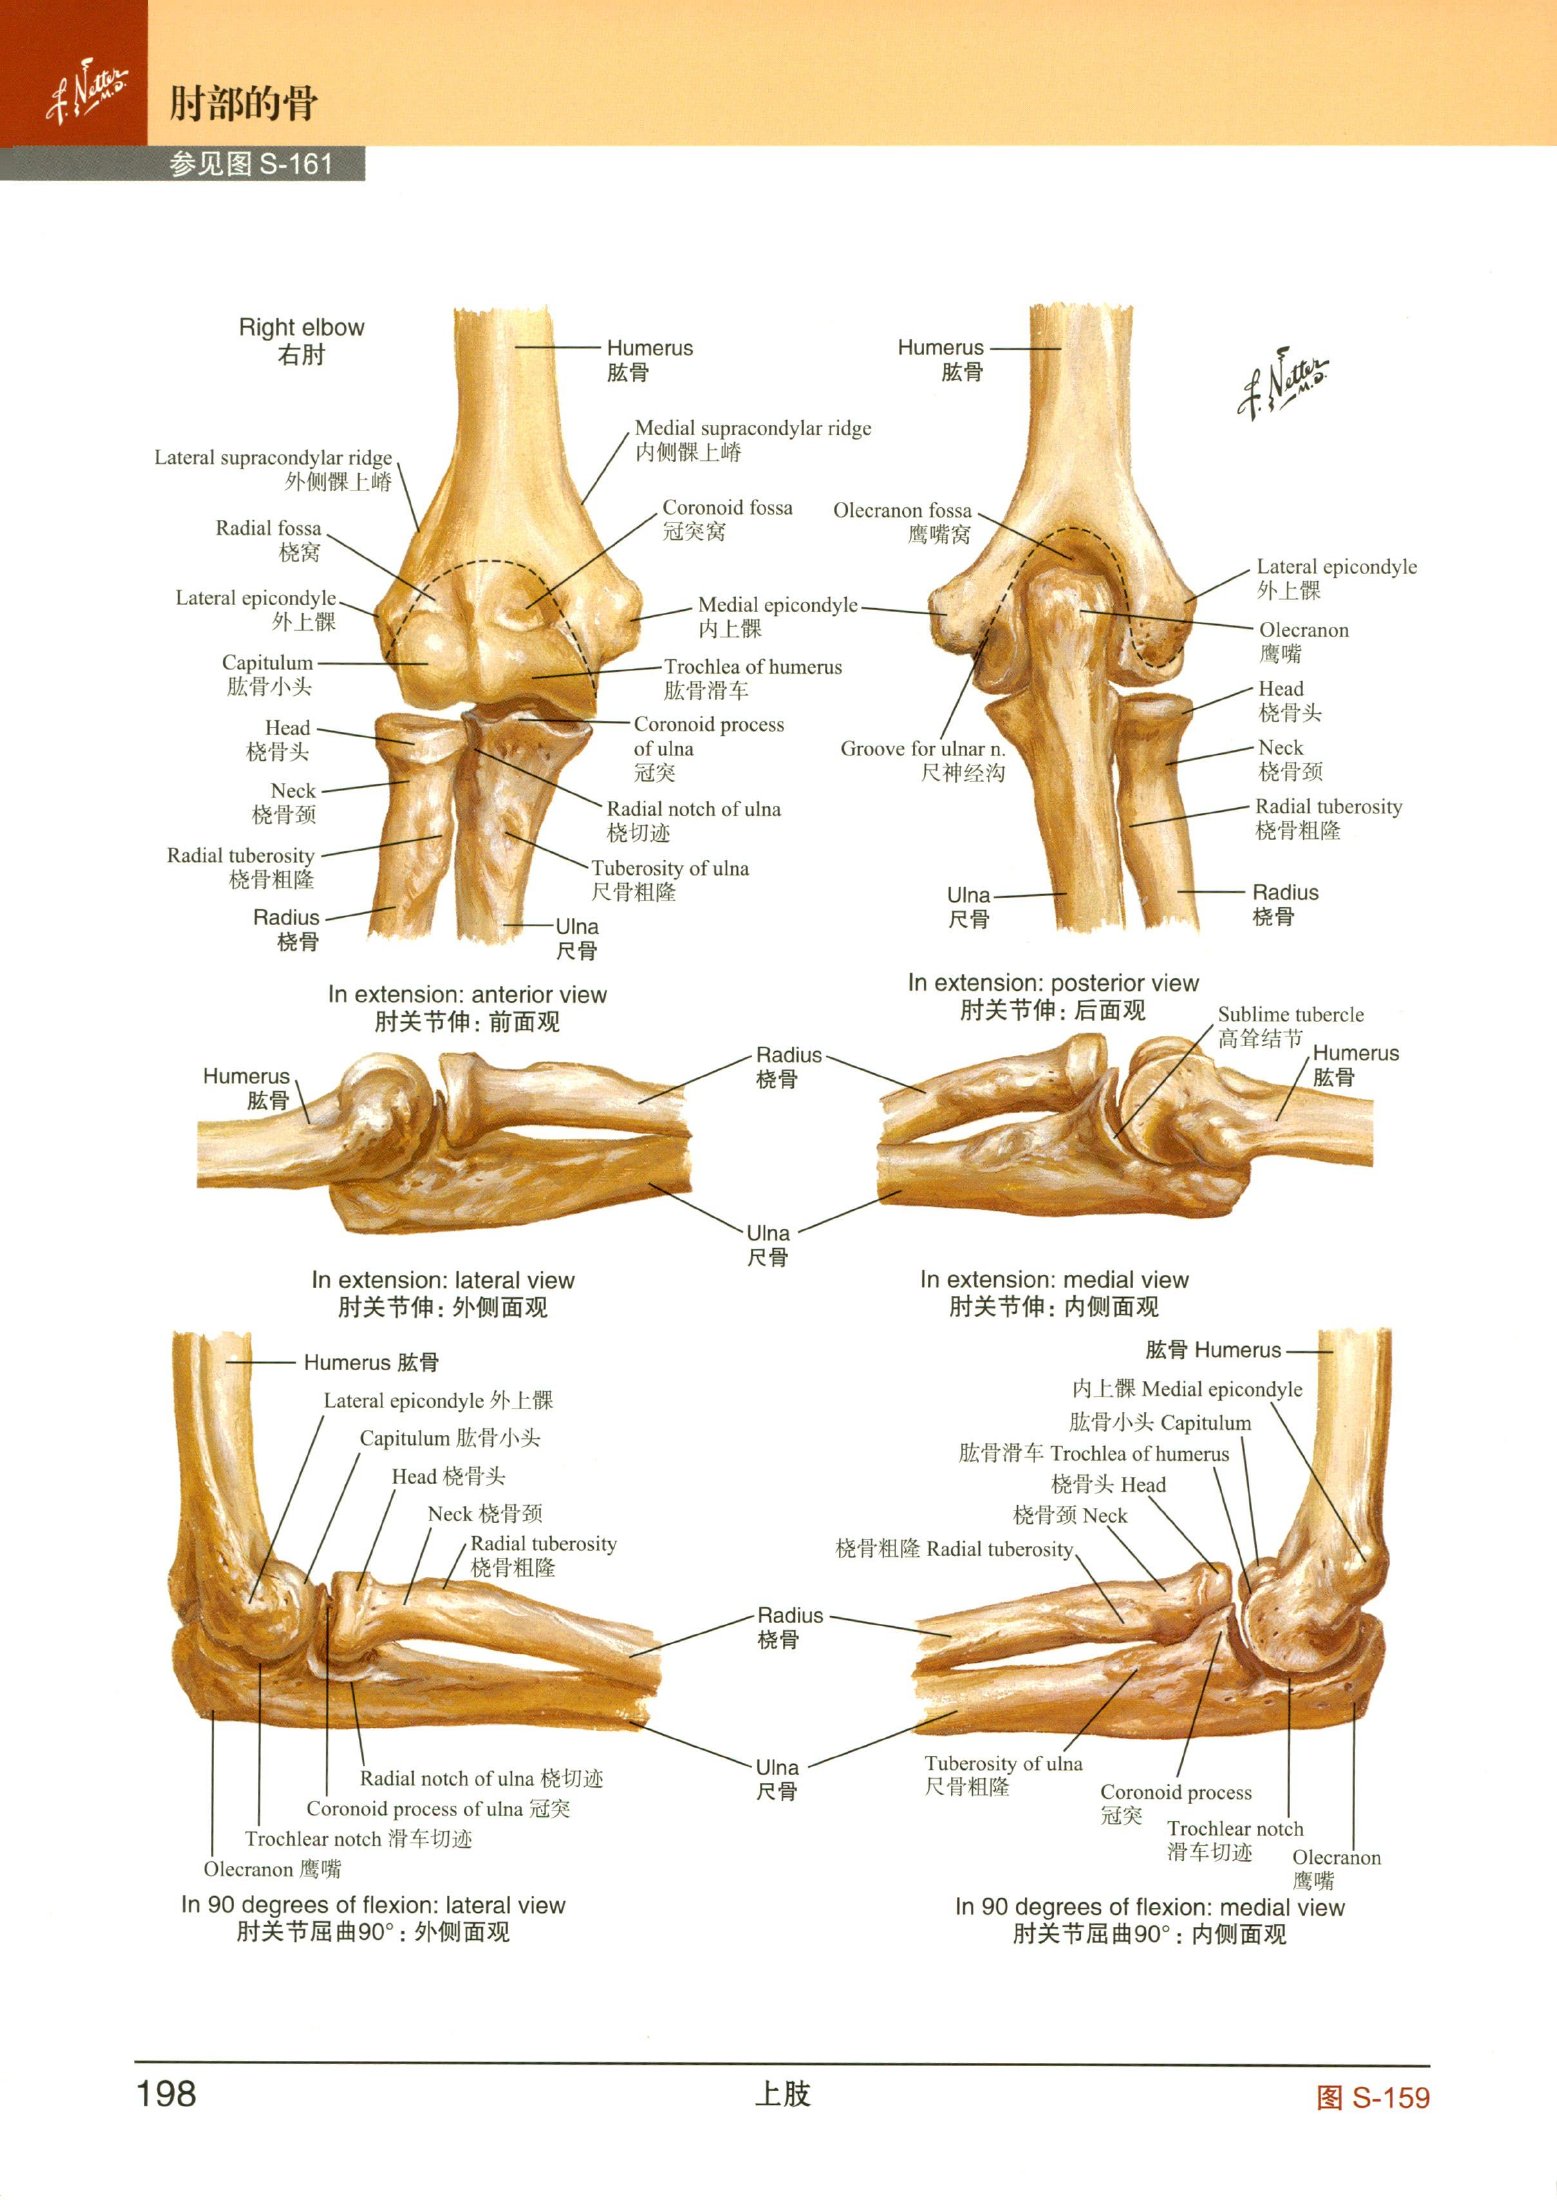 F. Netter M.D.
肘部的骨
参见图 S-161
Right elbow
右肘
Humerus
肱骨
Lateral supracondylar ridge
外侧髁上嵴
Medial supracondylar ridge
内侧髁上嵴
Radial fossa
桡窝
Coronoid fossa
冠突窝
Lateral epicondyle
外上髁
Medial epicondyle
内上髁
Capitulum
肱骨小头
Trochlea of humerus
肱骨滑车
Head
桡骨头
Coronoid process
of ulna
冠突
Neck
桡骨颈
Radial notch of ulna
桡切迹
Radial tuberosity
桡骨粗隆
Tuberosity of ulna
尺骨粗隆
Radius
桡骨
Ulna
尺骨
In extension: anterior view
肘关节伸：前面观
Humerus
肱骨
F. Netter M.D.
Olecranon fossa
鹰嘴窝
Lateral epicondyle
外上髁
Olecranon
鹰嘴
Head
桡骨头
Groove for ulnar n.
尺神经沟
Neck
桡骨颈
Radial tuberosity
桡骨粗隆
Ulna
尺骨
Radius
桡骨
In extension: posterior view
肘关节伸：后面观
Humerus
肱骨
Radius
桡骨
Sublime tubercle
高耸结节
Humerus
肱骨
Ulna
尺骨
In extension: lateral view
肘关节伸：外侧面观
In extension: medial view
肘关节伸：内侧面观
Humerus 肱骨
Lateral epicondyle 外上髁
Capitulum 肱骨小头
Head 桡骨头
Neck 桡骨颈
Radial tuberosity
桡骨粗隆
Radius
桡骨
Ulna
尺骨
Radial notch of ulna 桡切迹
Coronoid process of ulna 冠突
Trochlear notch 滑车切迹
Olecranon 鹰嘴
In 90 degrees of flexion: lateral view
肘关节屈曲90°：外侧面观
肱骨 Humerus
内上髁 Medial epicondyle
肱骨小头 Capitulum
肱骨滑车 Trochlea of humerus
桡骨头 Head
桡骨颈 Neck
桡骨粗隆 Radial tuberosity
Tuberosity of ulna
尺骨粗隆
Coronoid process
冠突
Trochlear notch
滑车切迹
Olecranon
鹰嘴
In 90 degrees of flexion: medial view
肘关节屈曲90°：内侧面观
198
上肢
图 S-159